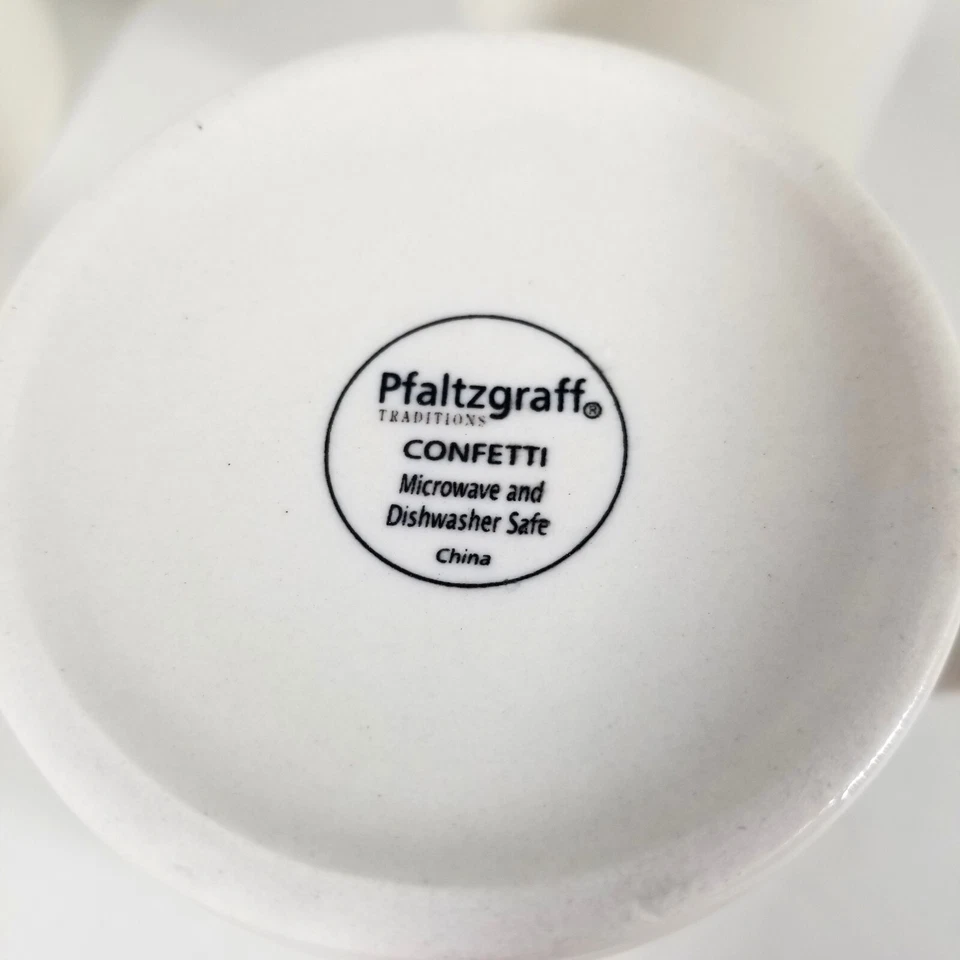 Pfaltzgraff®
TRADITIONS
CONFETTI
Microwave and
Dishwasher Safe
China